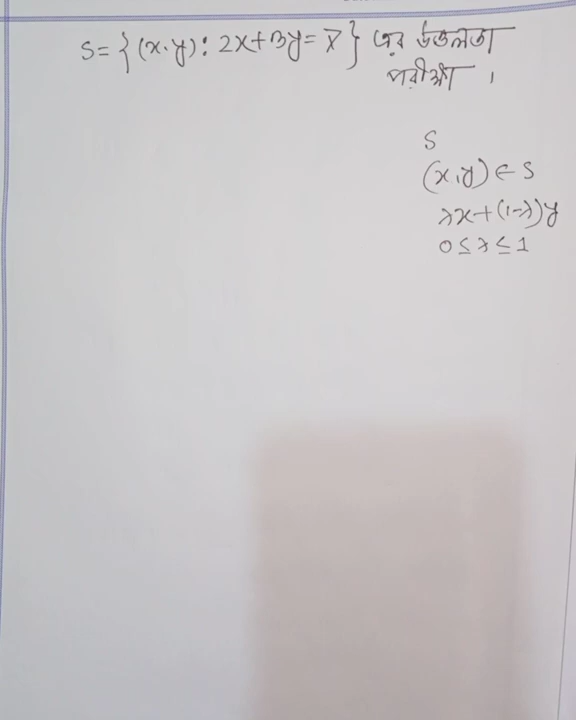 S = {(x.y): 2x+3y=7} এর উত্তলতা
পরীক্ষা ।
S
(x,y) ∈ S
λx+(1-λ)y
0≤λ≤1